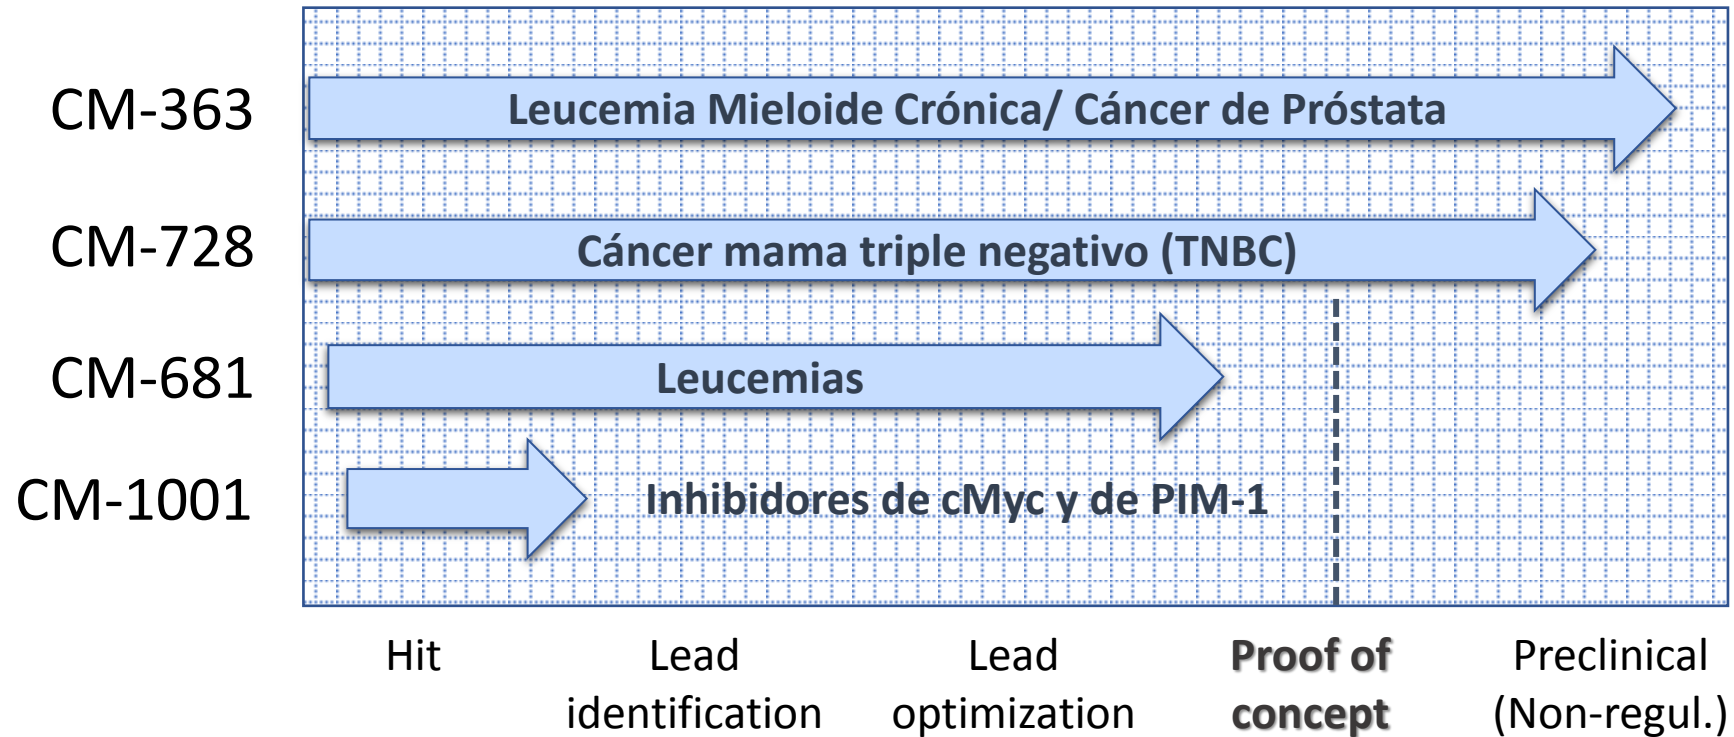 CM-363
Leucemia Mieloide Crónica/ Cáncer de Próstata
CM-728
Cáncer mama triple negativo (TNBC)
CM-681
Leucemias
CM-1001
Inhibidores de cMyc y de PIM-1
Hit
Lead
identification
Lead
optimization
Proof of
concept
Preclinical
(Non-regul.)